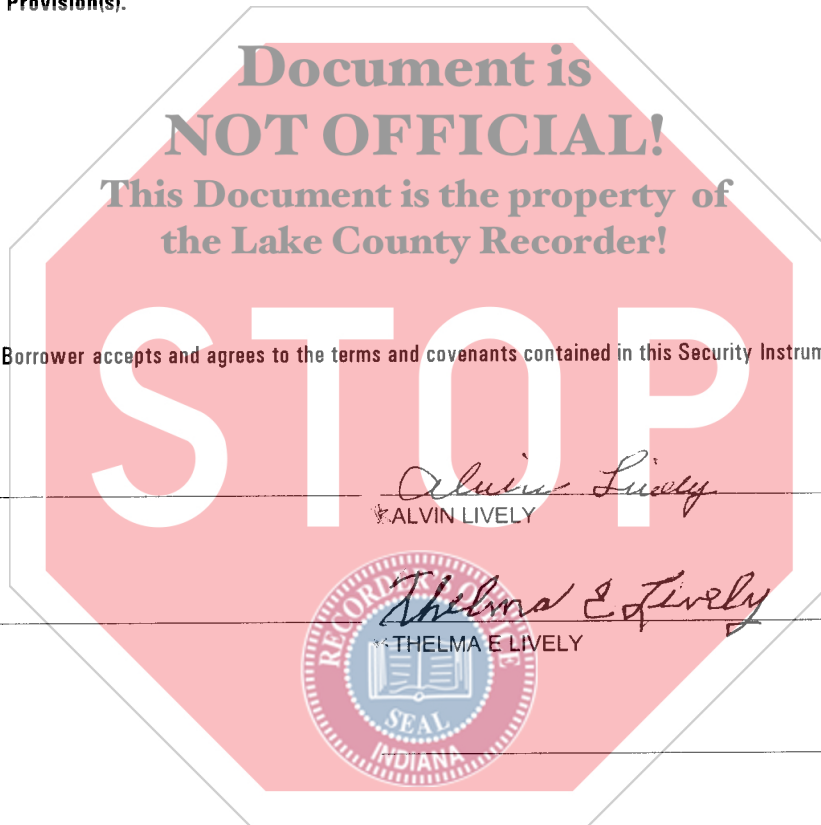 Provision(s).
Document is
NOT OFFICIAL!
This Document is the property of
the Lake County Recorder!
Borrower accepts and agrees to the terms and covenants contained in this Security Instrum
STOP
Alvin Lively
ALVIN LIVELY
Thelma E Lively
THELMA E LIVELY
RECORDER'S OFFICE
SEAL
INDIANA